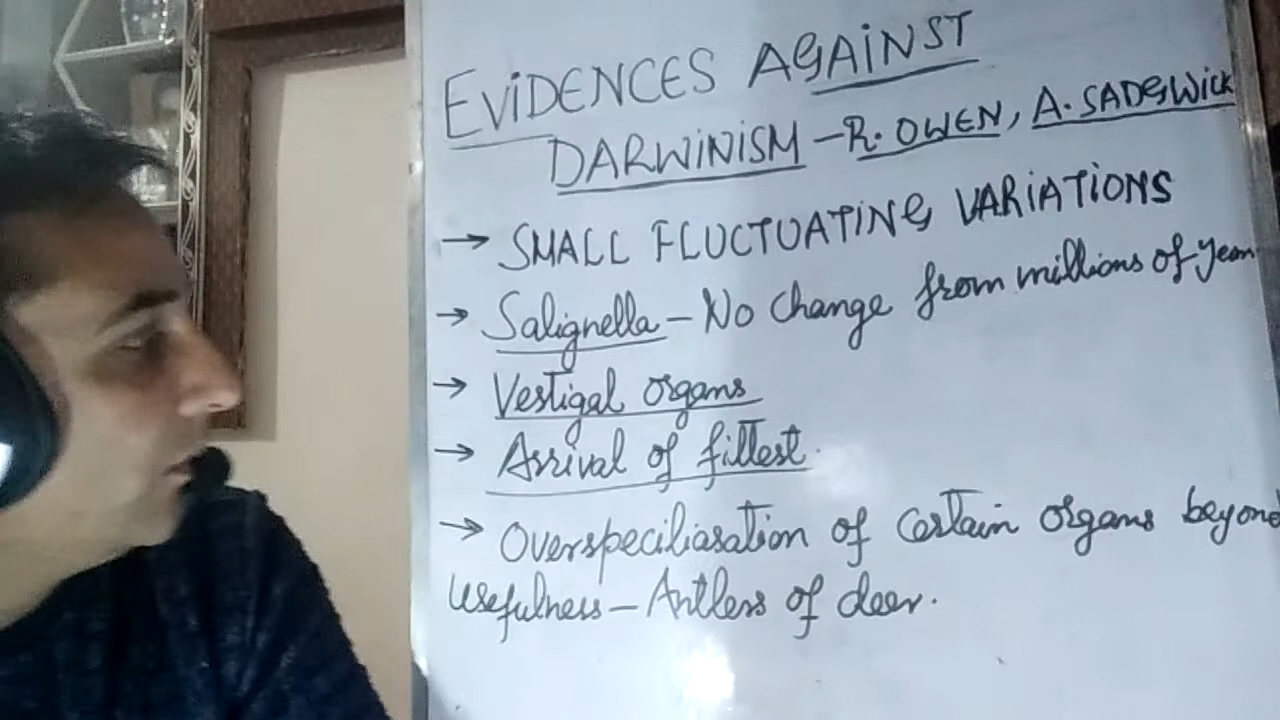 EViDENCES AGAiNST
DARWiNiSM – R. OWEN, A. SADGWick
→ SMALL FLUCTUATiNG VARiATiONS
→ Salignella – No change from millions of years
→ Vestigal organs
→ Arrival of fittest.
→ Overspeciliasation of certain organs beyond
usefulness – Antlers of deer.